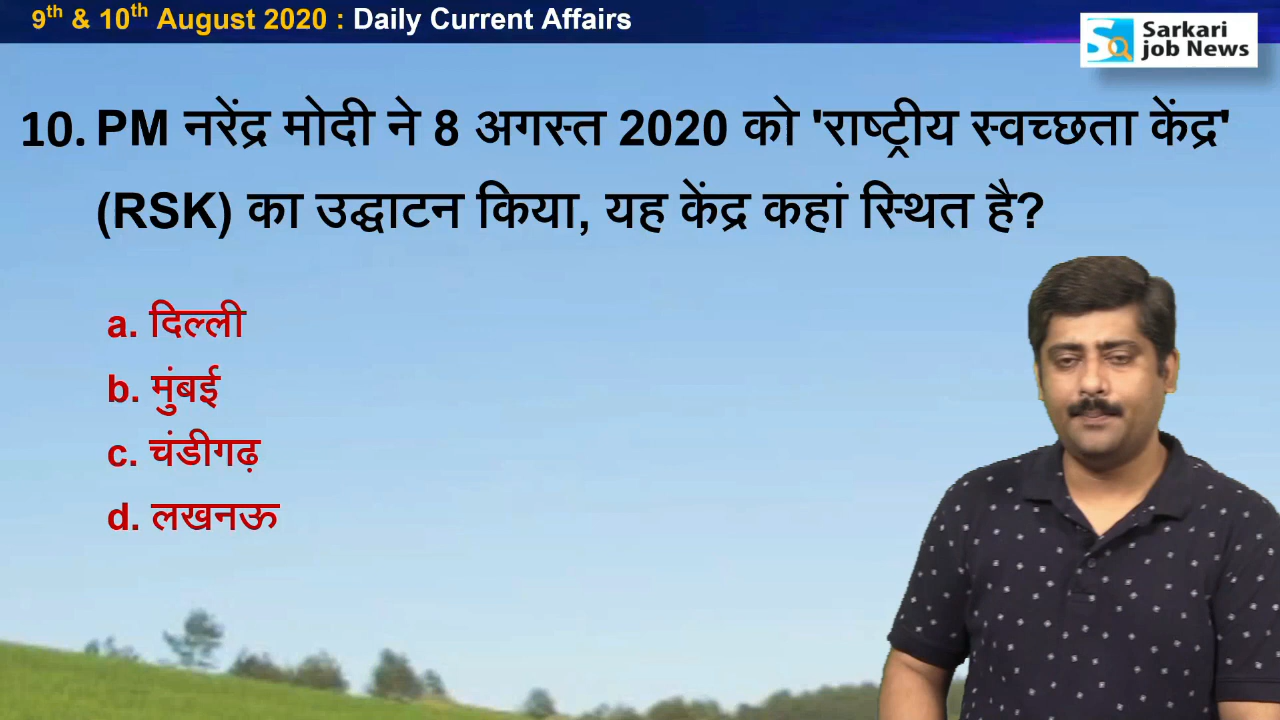 9th & 10th August 2020 : Daily Current Affairs
Sarkari
job News
10. PM नरेंद्र मोदी ने 8 अगस्त 2020 को 'राष्ट्रीय स्वच्छता केंद्र'
(RSK) का उद्घाटन किया, यह केंद्र कहां स्थित है?
a. दिल्ली
b. मुंबई
c. चंडीगढ़
d. लखनऊ